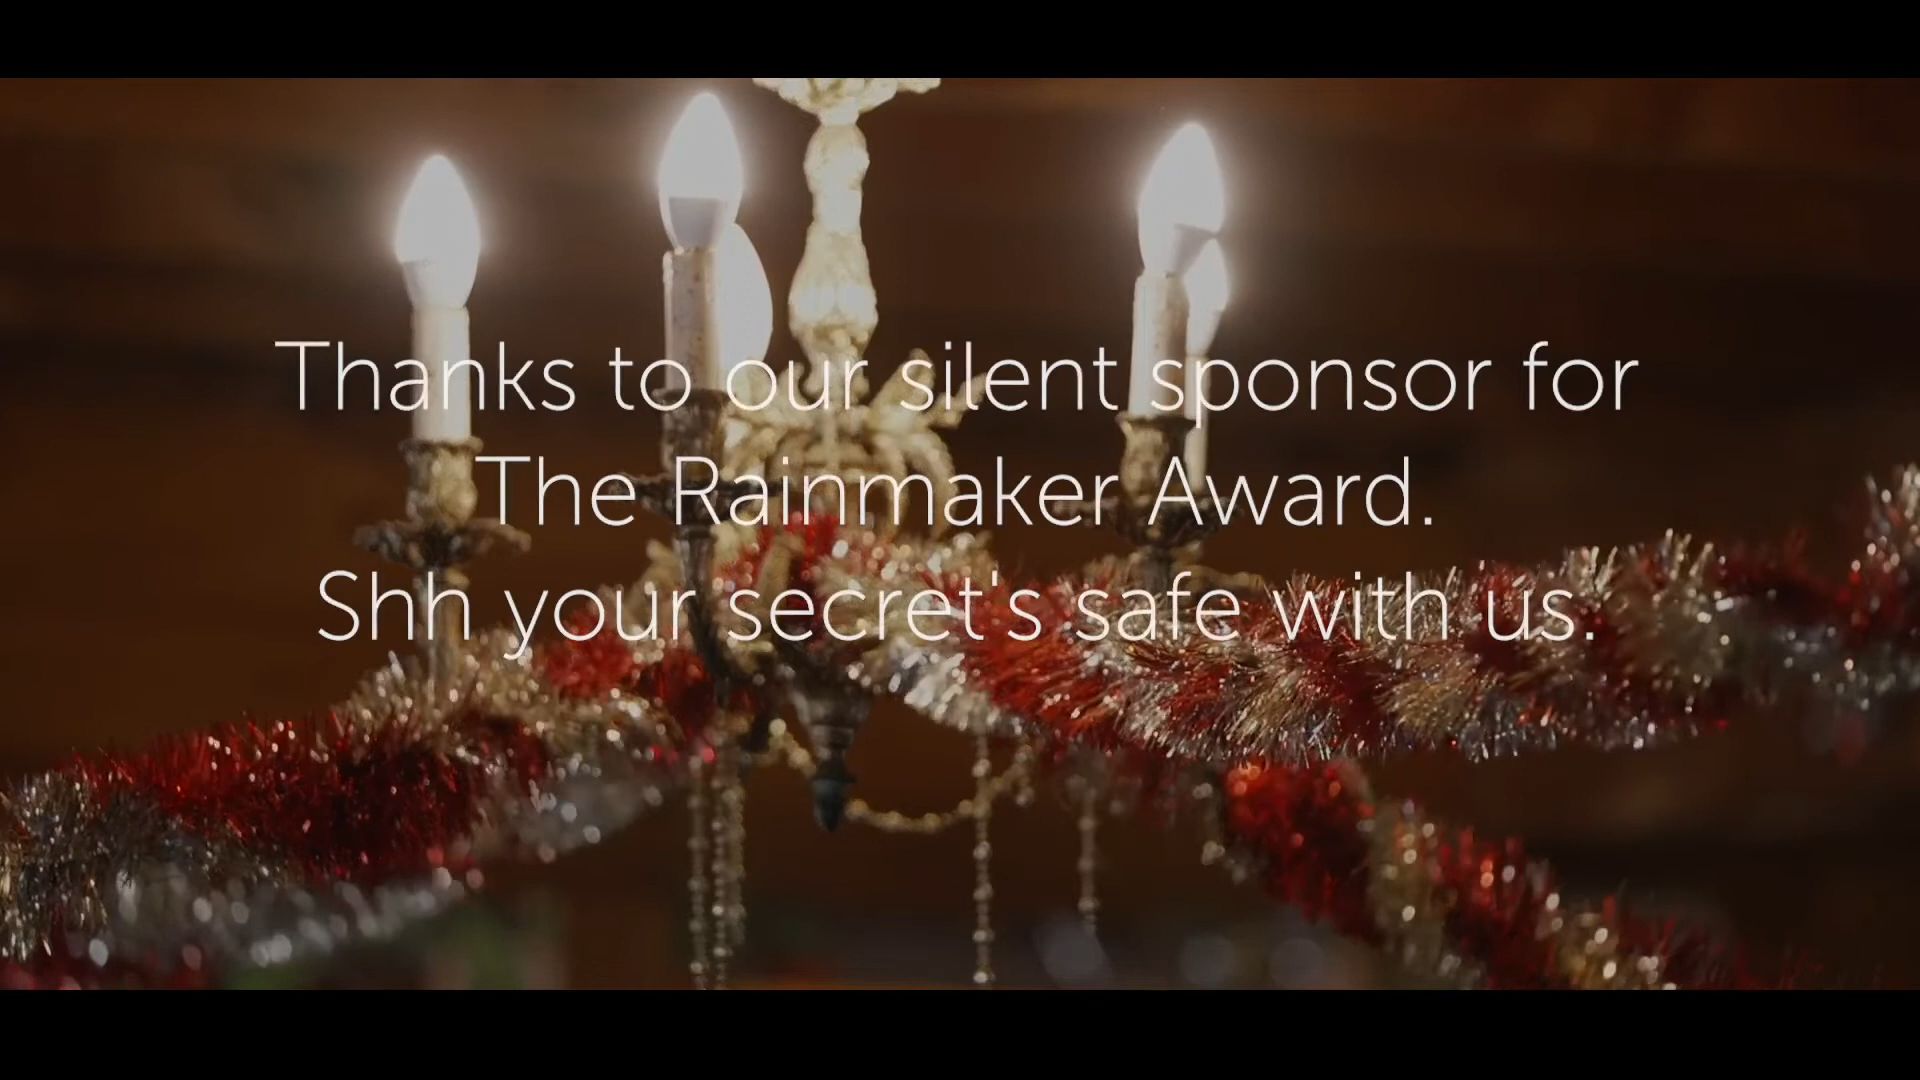 Thanks to our silent sponsor for
The Rainmaker Award.
Shh your secret's safe with us.